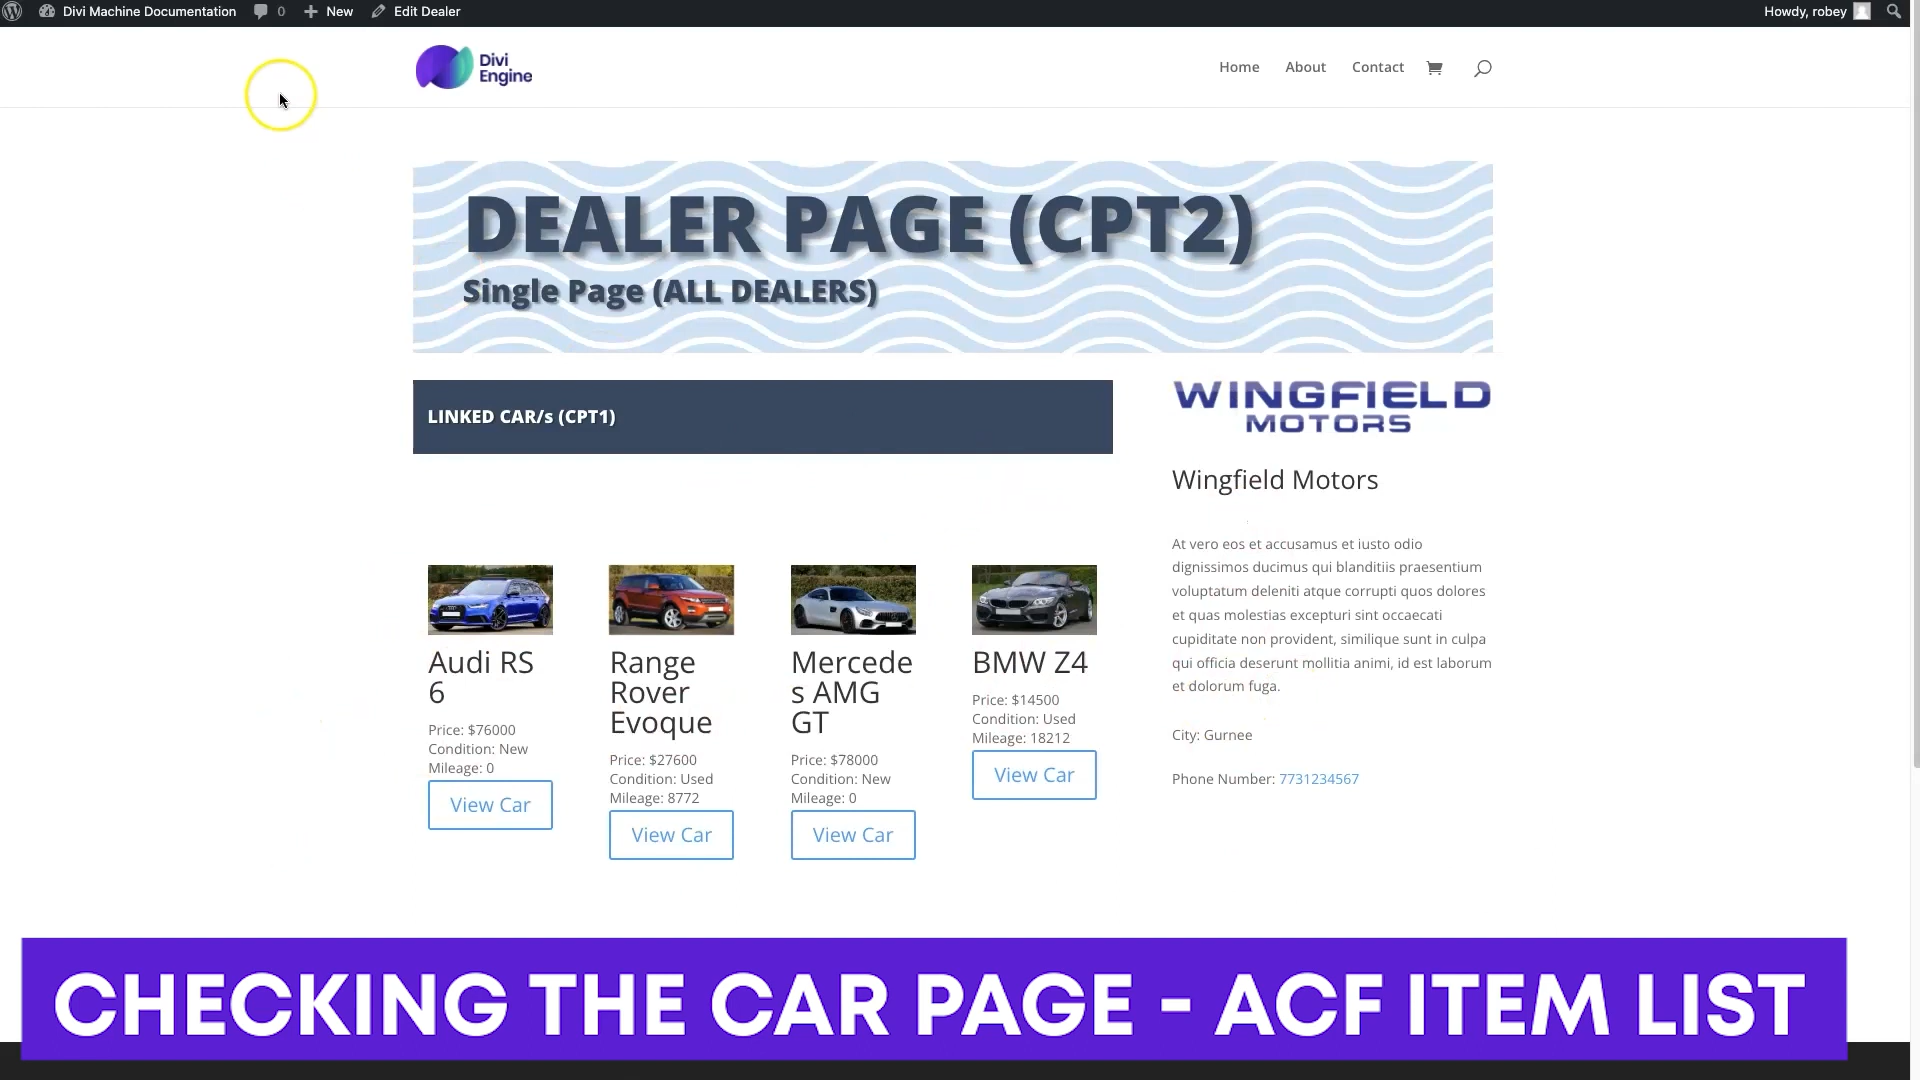 Divi Machine Documentation 0 New Edit Dealer Howdy, robey
Divi
Engine
Home About Contact
DEALER PAGE (CPT2)
Single Page (ALL DEALERS)
LINKED CAR/s (CPT1)
WINGFIELD
MOTORS
Wingfield Motors
At vero eos et accusamus et iusto odio
dignissimos ducimus qui blanditiis praesentium
voluptatum deleniti atque corrupti quos dolores
et quas molestias excepturi sint occaecati
cupiditate non provident, similique sunt in culpa
qui officia deserunt mollitia animi, id est laborum
et dolorum fuga.
City: Gurnee
Phone Number: 7731234567
Audi RS
6
Price: $76000
Condition: New
Mileage: 0
View Car
Range
Rover
Evoque
Price: $27600
Condition: Used
Mileage: 8772
View Car
Mercede
s AMG
GT
Price: $78000
Condition: New
Mileage: 0
View Car
BMW Z4
Price: $14500
Condition: Used
Mileage: 18212
View Car
CHECKING THE CAR PAGE - ACF ITEM LIST